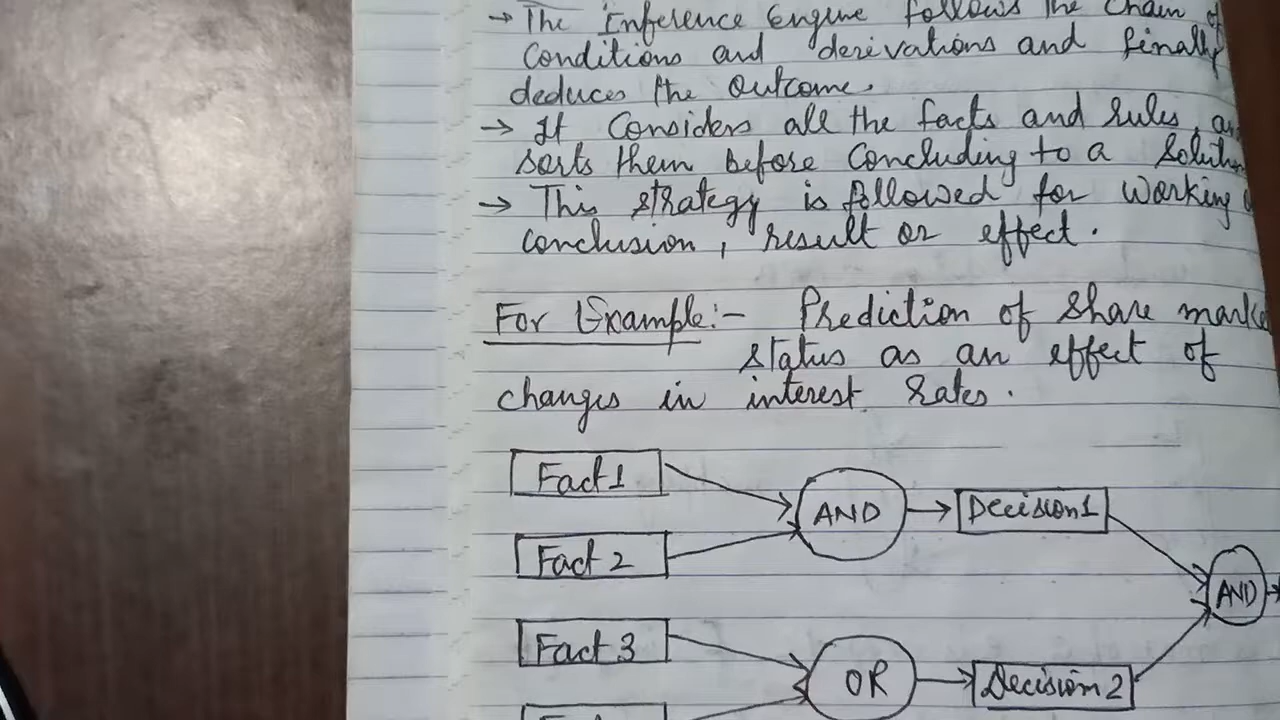 → The Inference Engine follows the chain of
conditions and derivations and finally
deduces the outcome.
→ It Considers all the facts and rules, an
sorts them before concluding to a solution
→ This strategy is followed for working
conclusion, result or effect.
For Example:- Prediction of share marke
status as an effect of
changes in interest rates.
Fact 1
AND
Decision 1
Fact 2
AND
Fact 3
OR
Decision 2